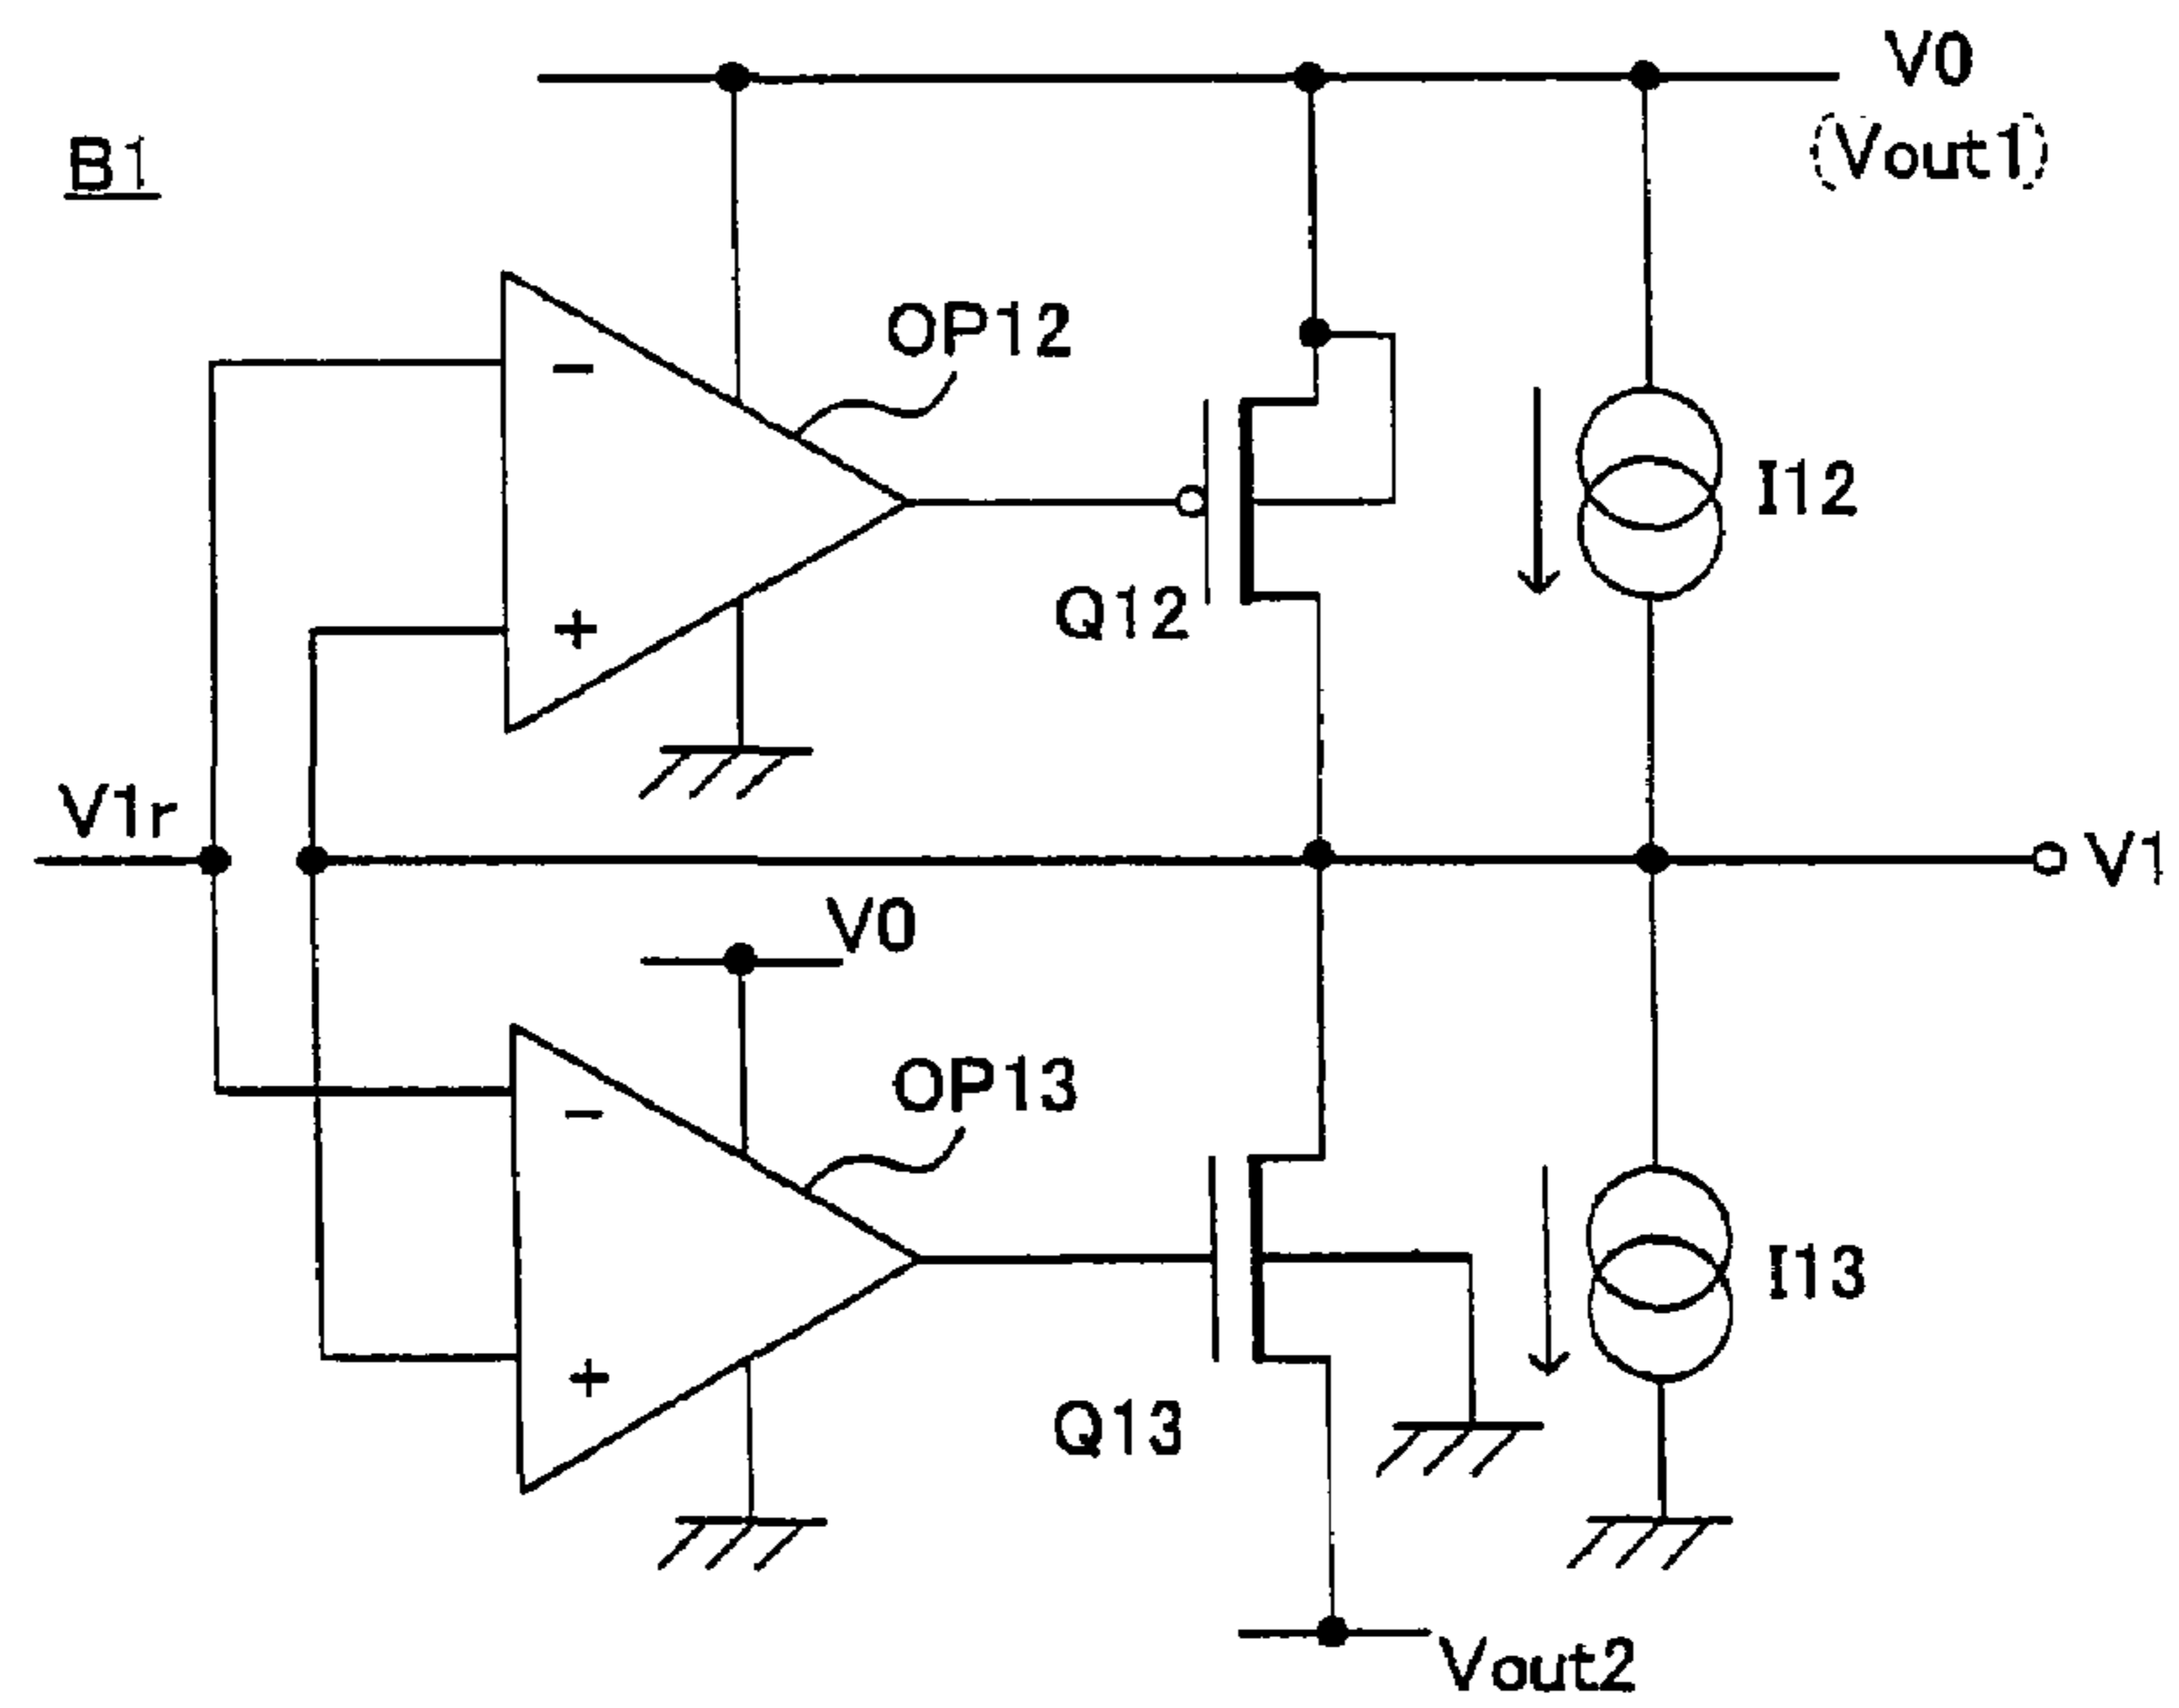 V0
(Vout1)
B1
OP12
−
I12
Q12
+
V1r
V1
V0
OP13
−
I13
Q13
+
Vout2